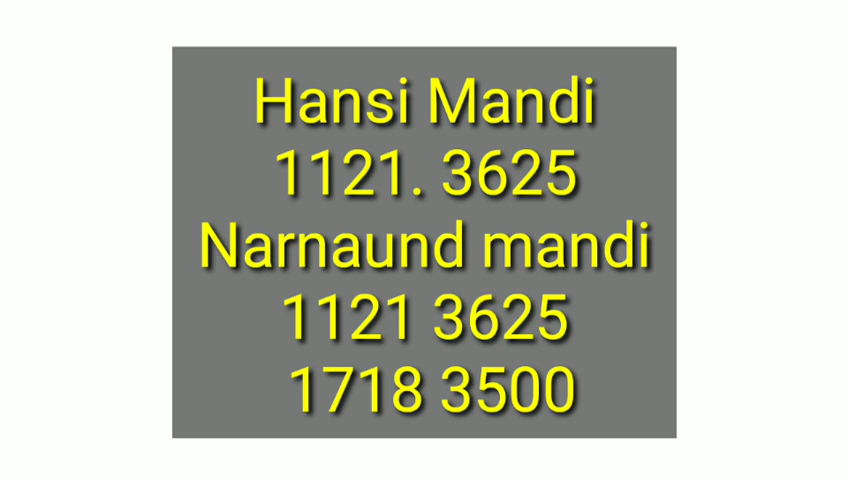 Hansi Mandi
1121. 3625
Narnaund mandi
1121 3625
1718 3500